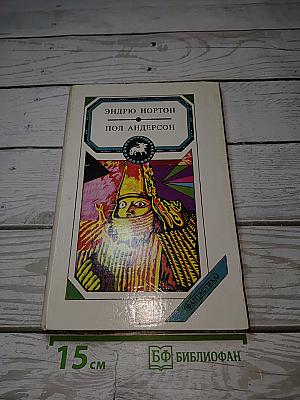 ЭНДРЮ НОРТОН
ПОЛ АНДЕРСОН
15 см
БФ БИБЛИОФАН